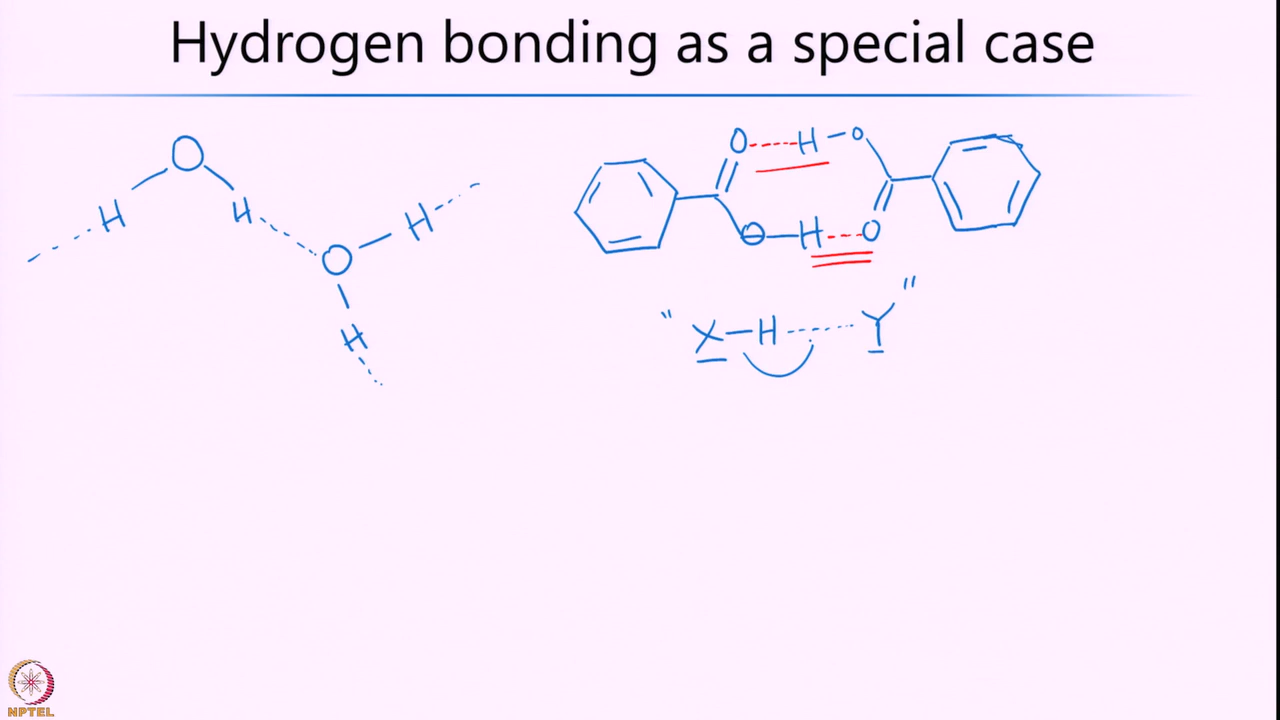 Hydrogen bonding as a special case
O
H
H
O
H
H
O-----H-O
O-H---O
" X-H------Y "
NPTEL